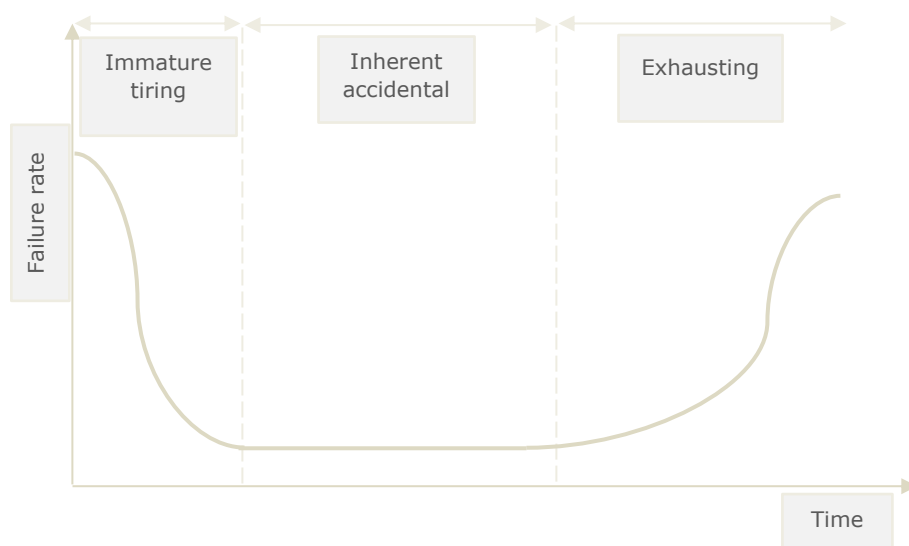 Immature
tiring
Inherent
accidental
Exhausting
Failure rate
Time